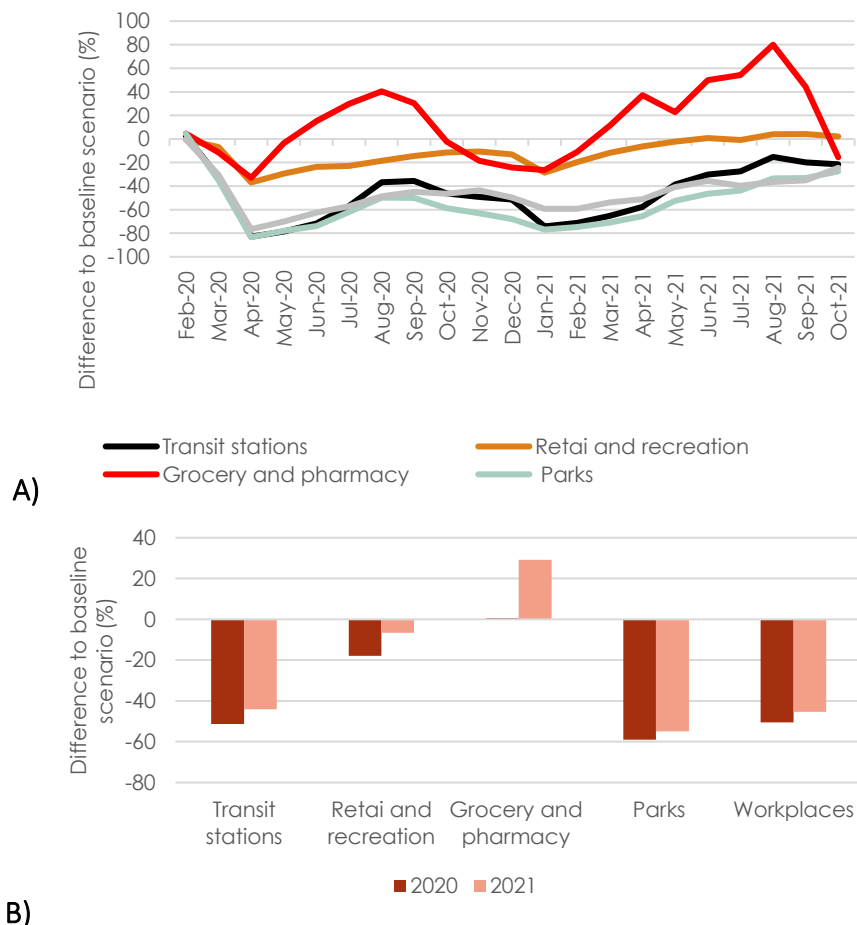 100
80
60
40
20
0
-20
-40
-60
-80
-100
Difference to baseline scenario (%)
Feb-20
Mar-20
Apr-20
May-20
Jun-20
Jul-20
Aug-20
Sep-20
Oct-20
Nov-20
Dec-20
Jan-21
Feb-21
Mar-21
Apr-21
May-21
Jun-21
Jul-21
Aug-21
Sep-21
Oct-21
Transit stations
Retai and recreation
Grocery and pharmacy
Parks
A)
40
20
0
-20
-40
-60
-80
Difference to baseline
scenario (%)
Transit
stations
Retai and
recreation
Grocery and
pharmacy
Parks
Workplaces
2020
2021
B)